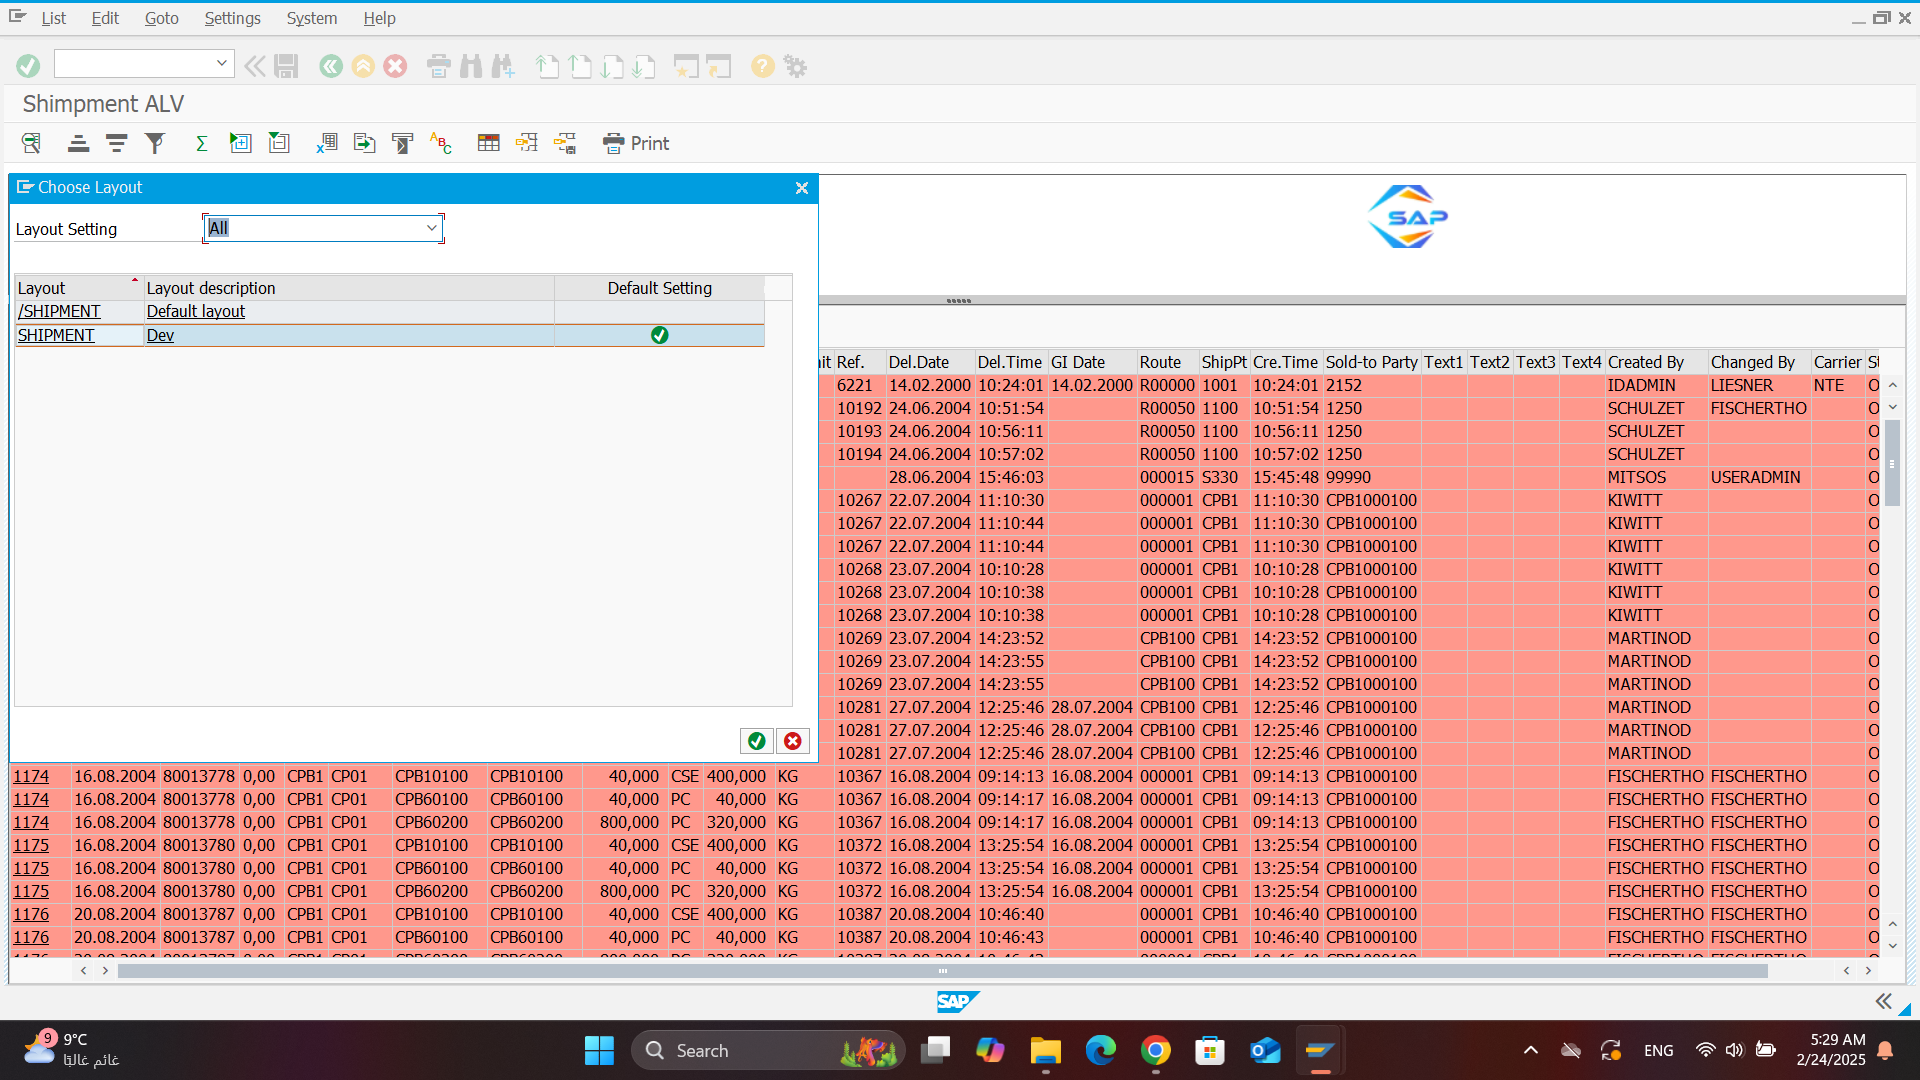 List Edit Goto Settings System Help
Shimpment ALV
Print
Choose Layout
SAP
Layout Setting All
Layout Layout description Default Setting
/SHIPMENT Default layout
SHIPMENT Dev
Ref. Del.Date Del.Time GI Date Route ShipPt Cre.Time Sold-to Party Text1 Text2 Text3 Text4 Created By Changed By Carrier
6221 14.02.2000 10:24:01 14.02.2000 R00000 1001 10:24:01 2152 IDADMIN LIESNER NTE O
10192 24.06.2004 10:51:54 R00050 1100 10:51:54 1250 SCHULZET FISCHERTHO O
10193 24.06.2004 10:56:11 R00050 1100 10:56:11 1250 SCHULZET O
10194 24.06.2004 10:57:02 R00050 1100 10:57:02 1250 SCHULZET O
28.06.2004 15:46:03 000015 S330 15:45:48 99990 MITSOS USERADMIN O
10267 22.07.2004 11:10:30 000001 CPB1 11:10:30 CPB1000100 KIWITT O
10267 22.07.2004 11:10:44 000001 CPB1 11:10:30 CPB1000100 KIWITT O
10267 22.07.2004 11:10:44 000001 CPB1 11:10:30 CPB1000100 KIWITT O
10268 23.07.2004 10:10:28 000001 CPB1 10:10:28 CPB1000100 KIWITT O
10268 23.07.2004 10:10:38 000001 CPB1 10:10:28 CPB1000100 KIWITT O
10268 23.07.2004 10:10:38 000001 CPB1 10:10:28 CPB1000100 KIWITT O
10269 23.07.2004 14:23:52 CPB100 CPB1 14:23:52 CPB1000100 MARTINOD O
10269 23.07.2004 14:23:55 CPB100 CPB1 14:23:52 CPB1000100 MARTINOD O
10269 23.07.2004 14:23:55 CPB100 CPB1 14:23:52 CPB1000100 MARTINOD O
10281 27.07.2004 12:25:46 28.07.2004 CPB100 CPB1 12:25:46 CPB1000100 MARTINOD O
10281 27.07.2004 12:25:46 28.07.2004 CPB100 CPB1 12:25:46 CPB1000100 MARTINOD O
10281 27.07.2004 12:25:46 28.07.2004 CPB100 CPB1 12:25:46 CPB1000100 MARTINOD O
1174 16.08.2004 80013778 0,00 CPB1 CP01 CPB10100 CPB10100 40,000 CSE 400,000 KG 10367 16.08.2004 09:14:13 16.08.2004 000001 CPB1 09:14:13 CPB1000100 FISCHERTHO FISCHERTHO O
1174 16.08.2004 80013778 0,00 CPB1 CP01 CPB60100 CPB60100 40,000 PC 40,000 KG 10367 16.08.2004 09:14:17 16.08.2004 000001 CPB1 09:14:13 CPB1000100 FISCHERTHO FISCHERTHO O
1174 16.08.2004 80013778 0,00 CPB1 CP01 CPB60200 CPB60200 800,000 PC 320,000 KG 10367 16.08.2004 09:14:17 16.08.2004 000001 CPB1 09:14:13 CPB1000100 FISCHERTHO FISCHERTHO O
1175 16.08.2004 80013780 0,00 CPB1 CP01 CPB10100 CPB10100 40,000 CSE 400,000 KG 10372 16.08.2004 13:25:54 16.08.2004 000001 CPB1 13:25:54 CPB1000100 FISCHERTHO FISCHERTHO O
1175 16.08.2004 80013780 0,00 CPB1 CP01 CPB60100 CPB60100 40,000 PC 40,000 KG 10372 16.08.2004 13:25:54 16.08.2004 000001 CPB1 13:25:54 CPB1000100 FISCHERTHO FISCHERTHO O
1175 16.08.2004 80013780 0,00 CPB1 CP01 CPB60200 CPB60200 800,000 PC 320,000 KG 10372 16.08.2004 13:25:54 16.08.2004 000001 CPB1 13:25:54 CPB1000100 FISCHERTHO FISCHERTHO O
1176 20.08.2004 80013787 0,00 CPB1 CP01 CPB10100 CPB10100 40,000 CSE 400,000 KG 10387 20.08.2004 10:46:40 000001 CPB1 10:46:40 CPB1000100 FISCHERTHO FISCHERTHO O
1176 20.08.2004 80013787 0,00 CPB1 CP01 CPB60100 CPB60100 40,000 PC 40,000 KG 10387 20.08.2004 10:46:43 000001 CPB1 10:46:40 CPB1000100 FISCHERTHO FISCHERTHO O
SAP
9
9°C
غائم غالبًا
Search
ENG
5:29 AM
2/24/2025